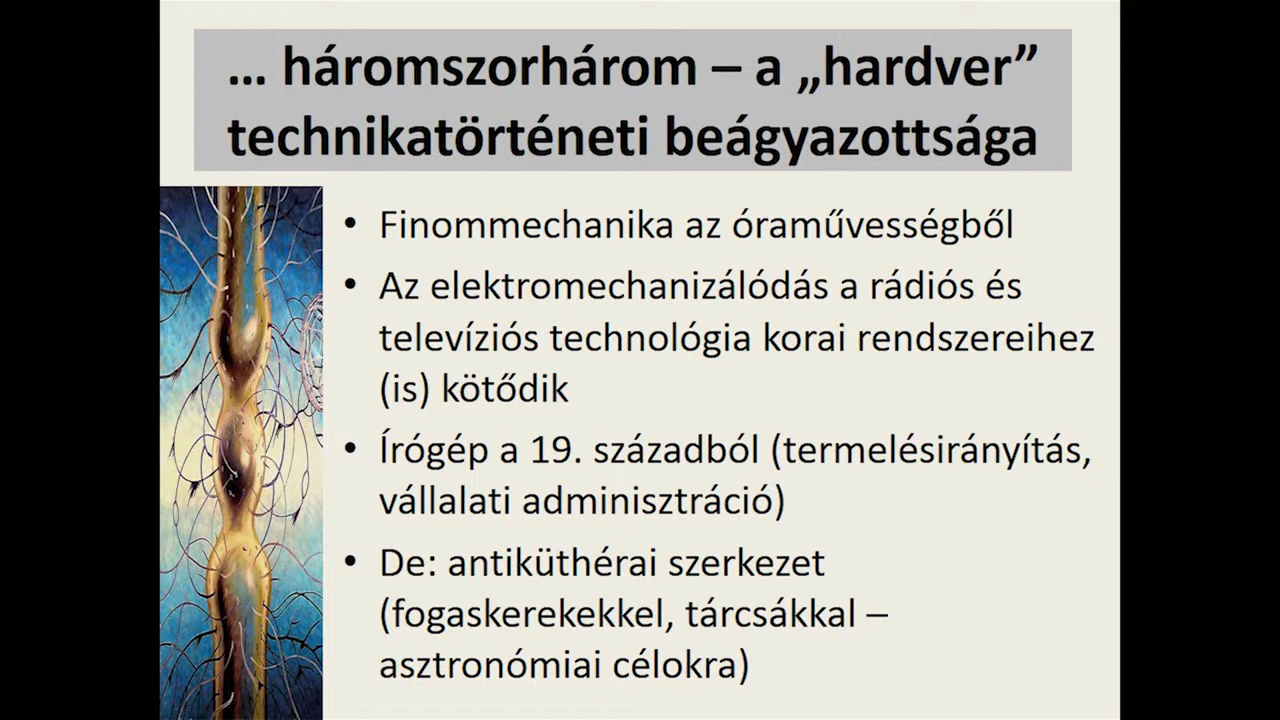 ... háromszorhárom – a „hardver”
technikatörténeti beágyazottsága
• Finommechanika az óraművességből
• Az elektromechanizálódás a rádiós és
televíziós technológia korai rendszereihez
(is) kötődik
• Írógép a 19. századból (termelésirányítás,
vállalati adminisztráció)
• De: antiküthérai szerkezet
(fogaskerekekkel, tárcsákkal –
asztronómiai célokra)